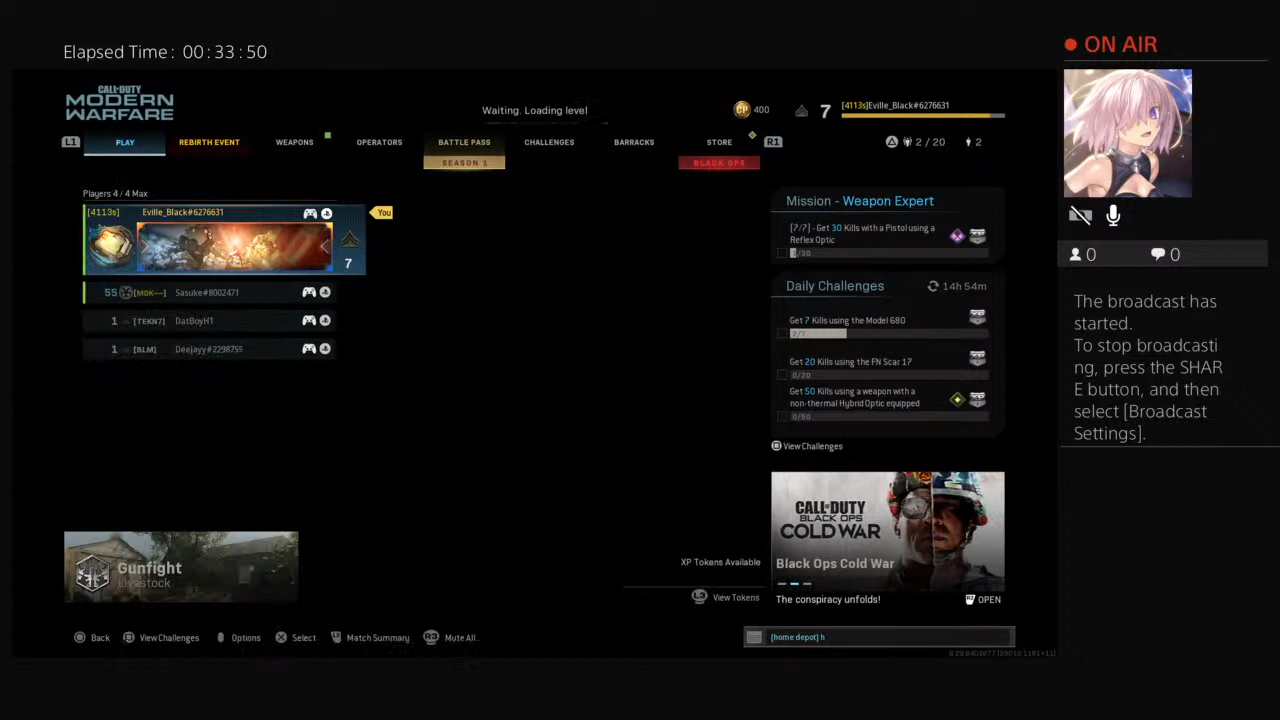 Elapsed Time: 00:33:50
ON AIR
CALL OF DUTY
MODERN
WARFARE
Waiting. Loading level
400
7
[4113s]Eville_Black#6276631
L1
PLAY
REBIRTH EVENT
WEAPONS
OPERATORS
BATTLE PASS
CHALLENGES
BARRACKS
STORE
R1
2 / 20
2
SEASON 1
BLACK OPS
Players 4 / 4 Max
[4113s] Eville_Black#6276631
You
7
55 [MDK~~] Sasuke#8002471
1 [TEKN7] DatBoyHT
1 [BLM] Deejayy#2298755
Mission - Weapon Expert
[7/7] - Get 30 Kills with a Pistol using a
Reflex Optic
/30
Daily Challenges
14h 54m
Get 7 Kills using the Model 680
2/7
Get 20 Kills using the FN Scar 17
0/20
Get 50 Kills using a weapon with a
non-thermal Hybrid Optic equipped
0/50
View Challenges
CALL OF DUTY
BLACK OPS
COLD WAR
Black Ops Cold War
The conspiracy unfolds!
OPEN
Gunfight
Livestock
XP Tokens Available
L3 View Tokens
Back
View Challenges
Options
Select
Match Summary
R3 Mute All..
[home depot] h
0
0
The broadcast has
started.
To stop broadcasti
ng, press the SHAR
E button, and then
select [Broadcast
Settings].